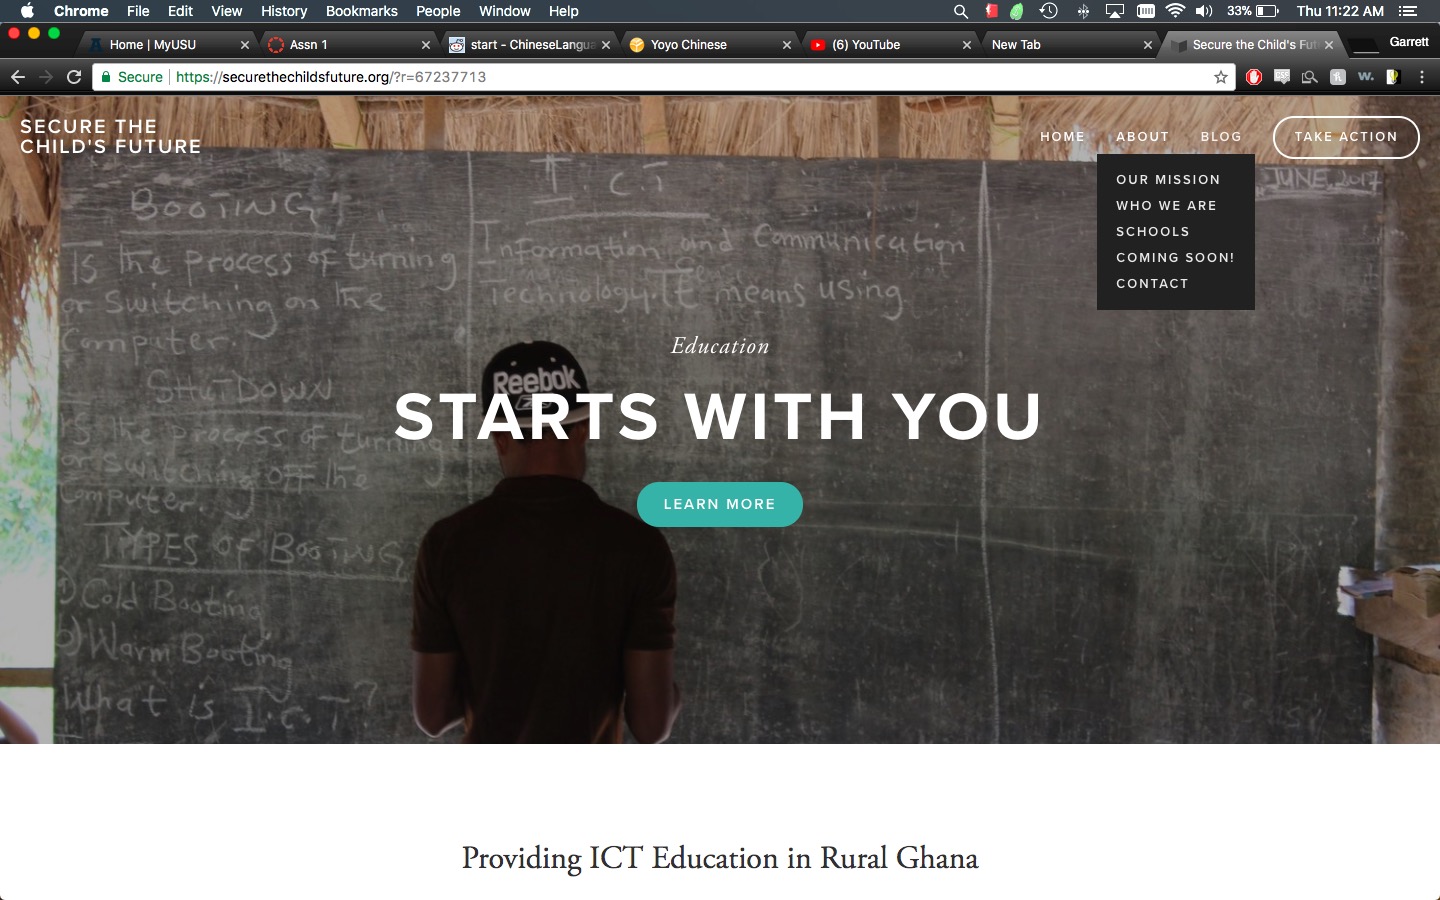 Chrome File Edit View History Bookmarks People Window Help 33% Thu 11:22 AM
Home | MyUSU Assn 1 start - ChineseLangua Yoyo Chinese (6) YouTube New Tab Secure the Child's Fut Garrett
Secure https://securethechildsfuture.org/?r=67237713 CSP w.
SECURE THE
CHILD'S FUTURE
HOME ABOUT BLOG TAKE ACTION
OUR MISSION
WHO WE ARE
SCHOOLS
COMING SOON!
CONTACT
JUNE, 2017
I.C.T
Information and Communication
Technology. It means using
BOOTING
Is the process of turning
or Switching on the
Computer.
SHUTDOWN
Is the process of turning
or switching off the
Computer.
TYPES OF BOOTING
Cold Booting
Warm Booting
What is I.C.T?
Reebok
Education
STARTS WITH YOU
LEARN MORE
Providing ICT Education in Rural Ghana